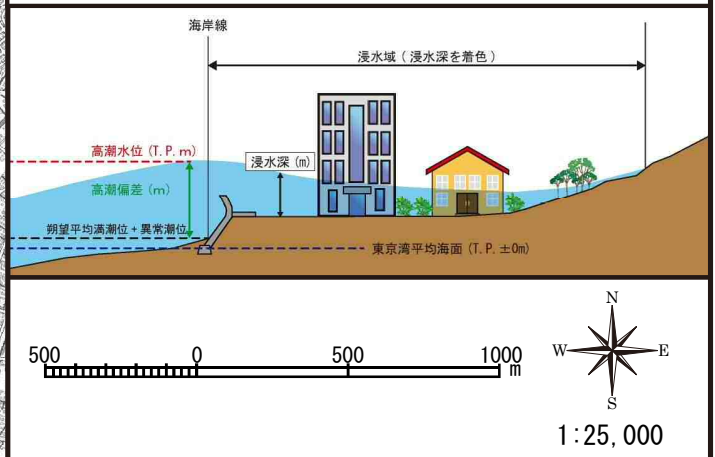 海岸線
浸水域(浸水深を着色)
高潮水位(T.P.m)
浸水深(m)
高潮偏差(m)
朔望平均満潮位+異常潮位
東京湾平均海面(T.P.±0m)
N
W E
S
500 0 500 1000 m
1:25,000